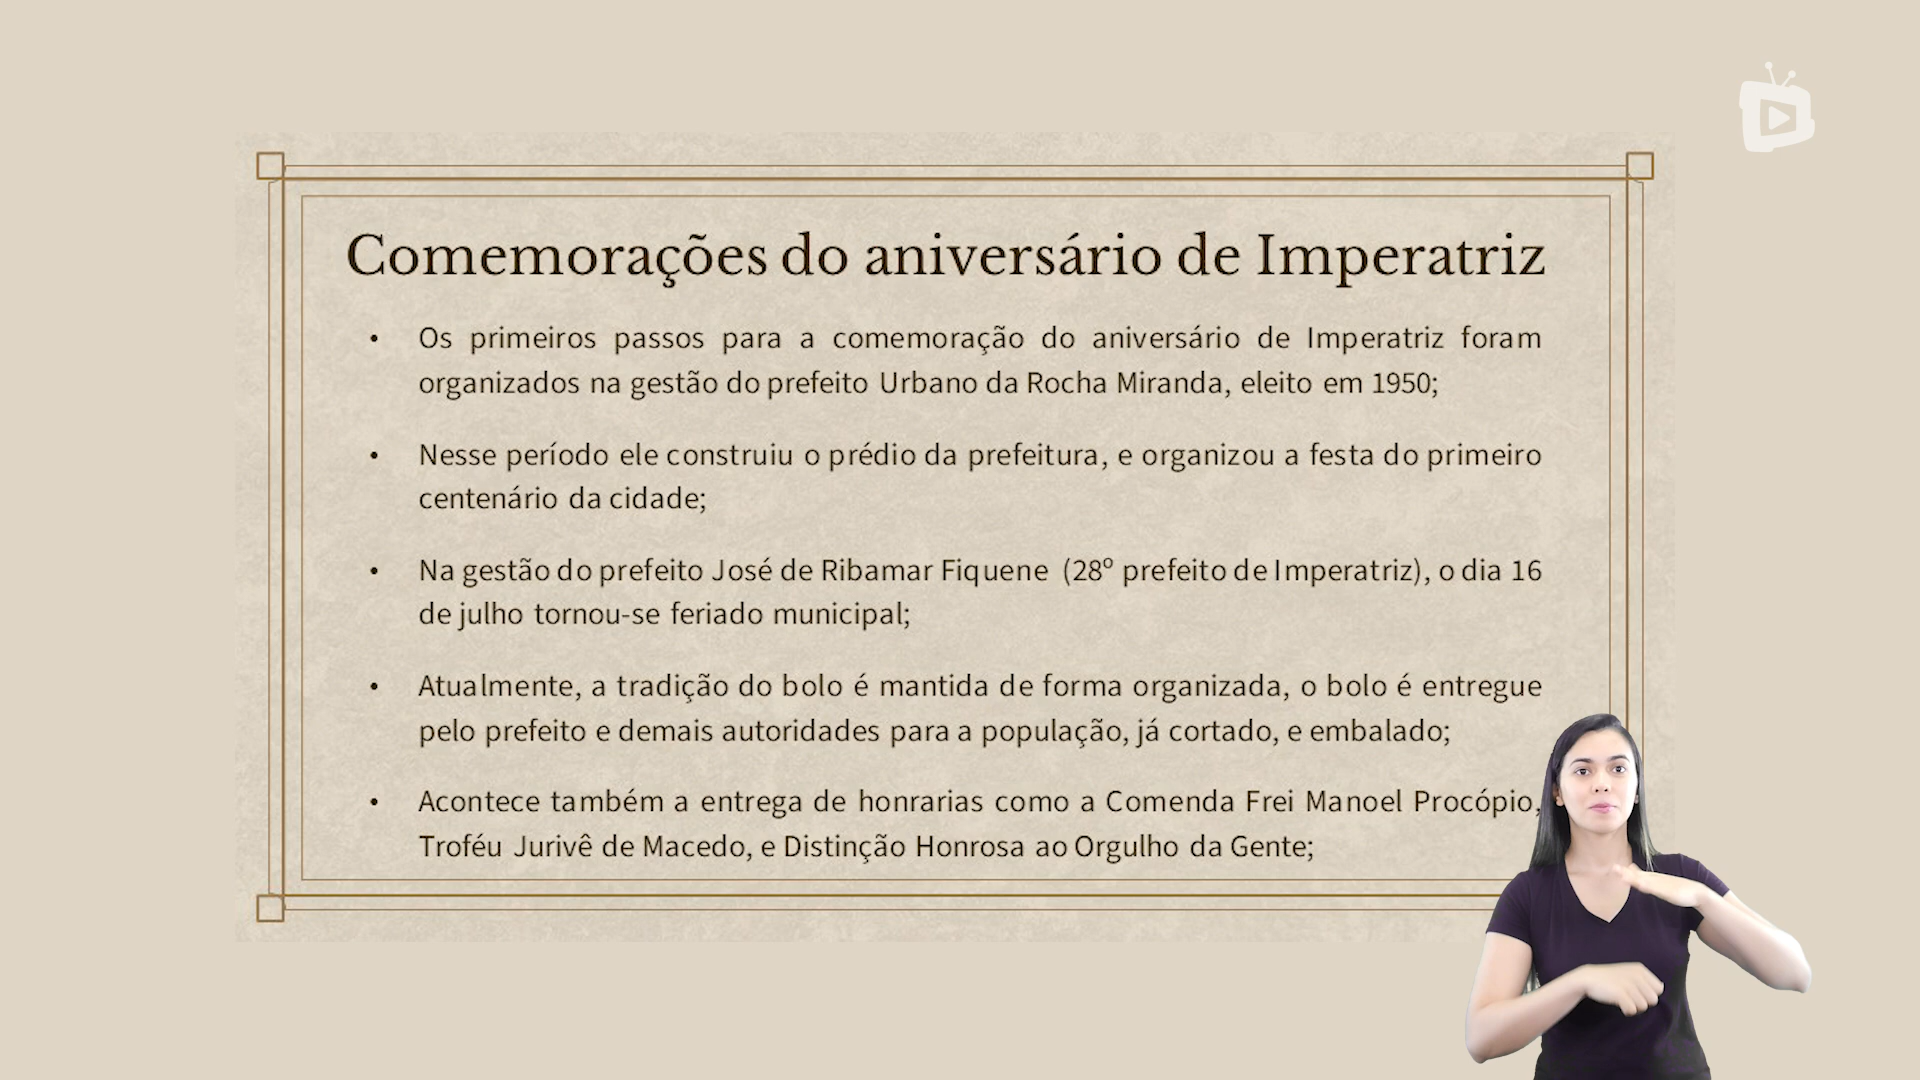 Comemorações do aniversário de Imperatriz
• Os primeiros passos para a comemoração do aniversário de Imperatriz foram
organizados na gestão do prefeito Urbano da Rocha Miranda, eleito em 1950;
• Nesse período ele construiu o prédio da prefeitura, e organizou a festa do primeiro
centenário da cidade;
• Na gestão do prefeito José de Ribamar Fiquene (28º prefeito de Imperatriz), o dia 16
de julho tornou-se feriado municipal;
• Atualmente, a tradição do bolo é mantida de forma organizada, o bolo é entregue
pelo prefeito e demais autoridades para a população, já cortado, e embalado;
• Acontece também a entrega de honrarias como a Comenda Frei Manoel Procópio,
Troféu Jurivê de Macedo, e Distinção Honrosa ao Orgulho da Gente;